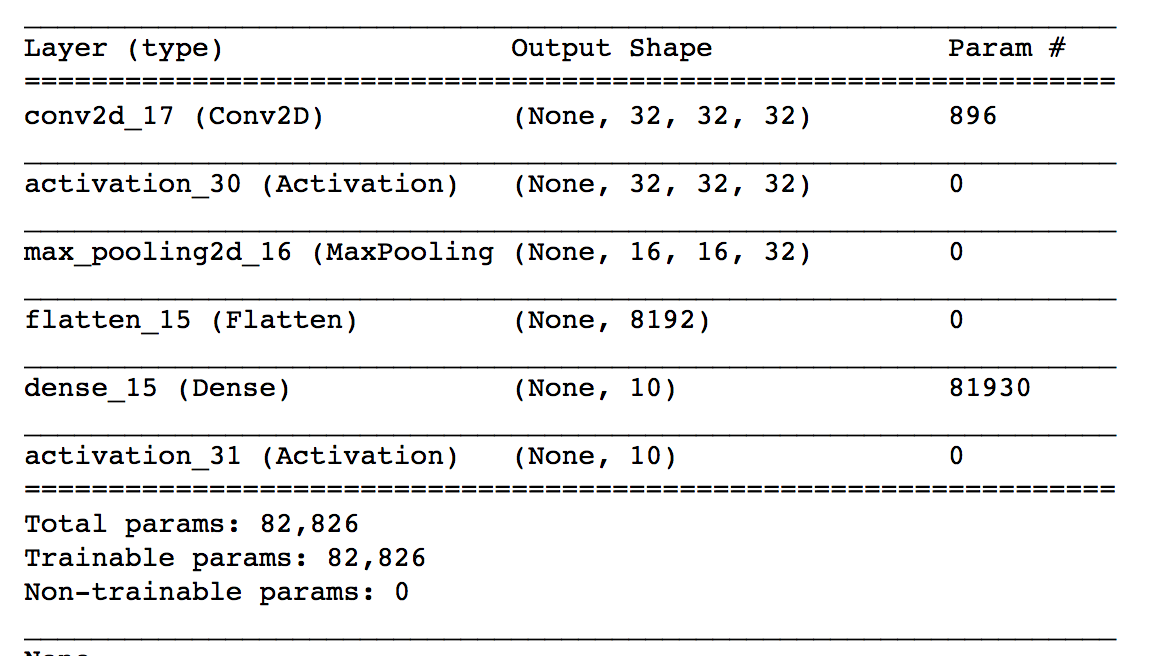 Layer (type) Output Shape Param #
=================================================================
conv2d_17 (Conv2D) (None, 32, 32, 32) 896
activation_30 (Activation) (None, 32, 32, 32) 0
max_pooling2d_16 (MaxPooling (None, 16, 16, 32) 0
flatten_15 (Flatten) (None, 8192) 0
dense_15 (Dense) (None, 10) 81930
activation_31 (Activation) (None, 10) 0
=================================================================
Total params: 82,826
Trainable params: 82,826
Non-trainable params: 0